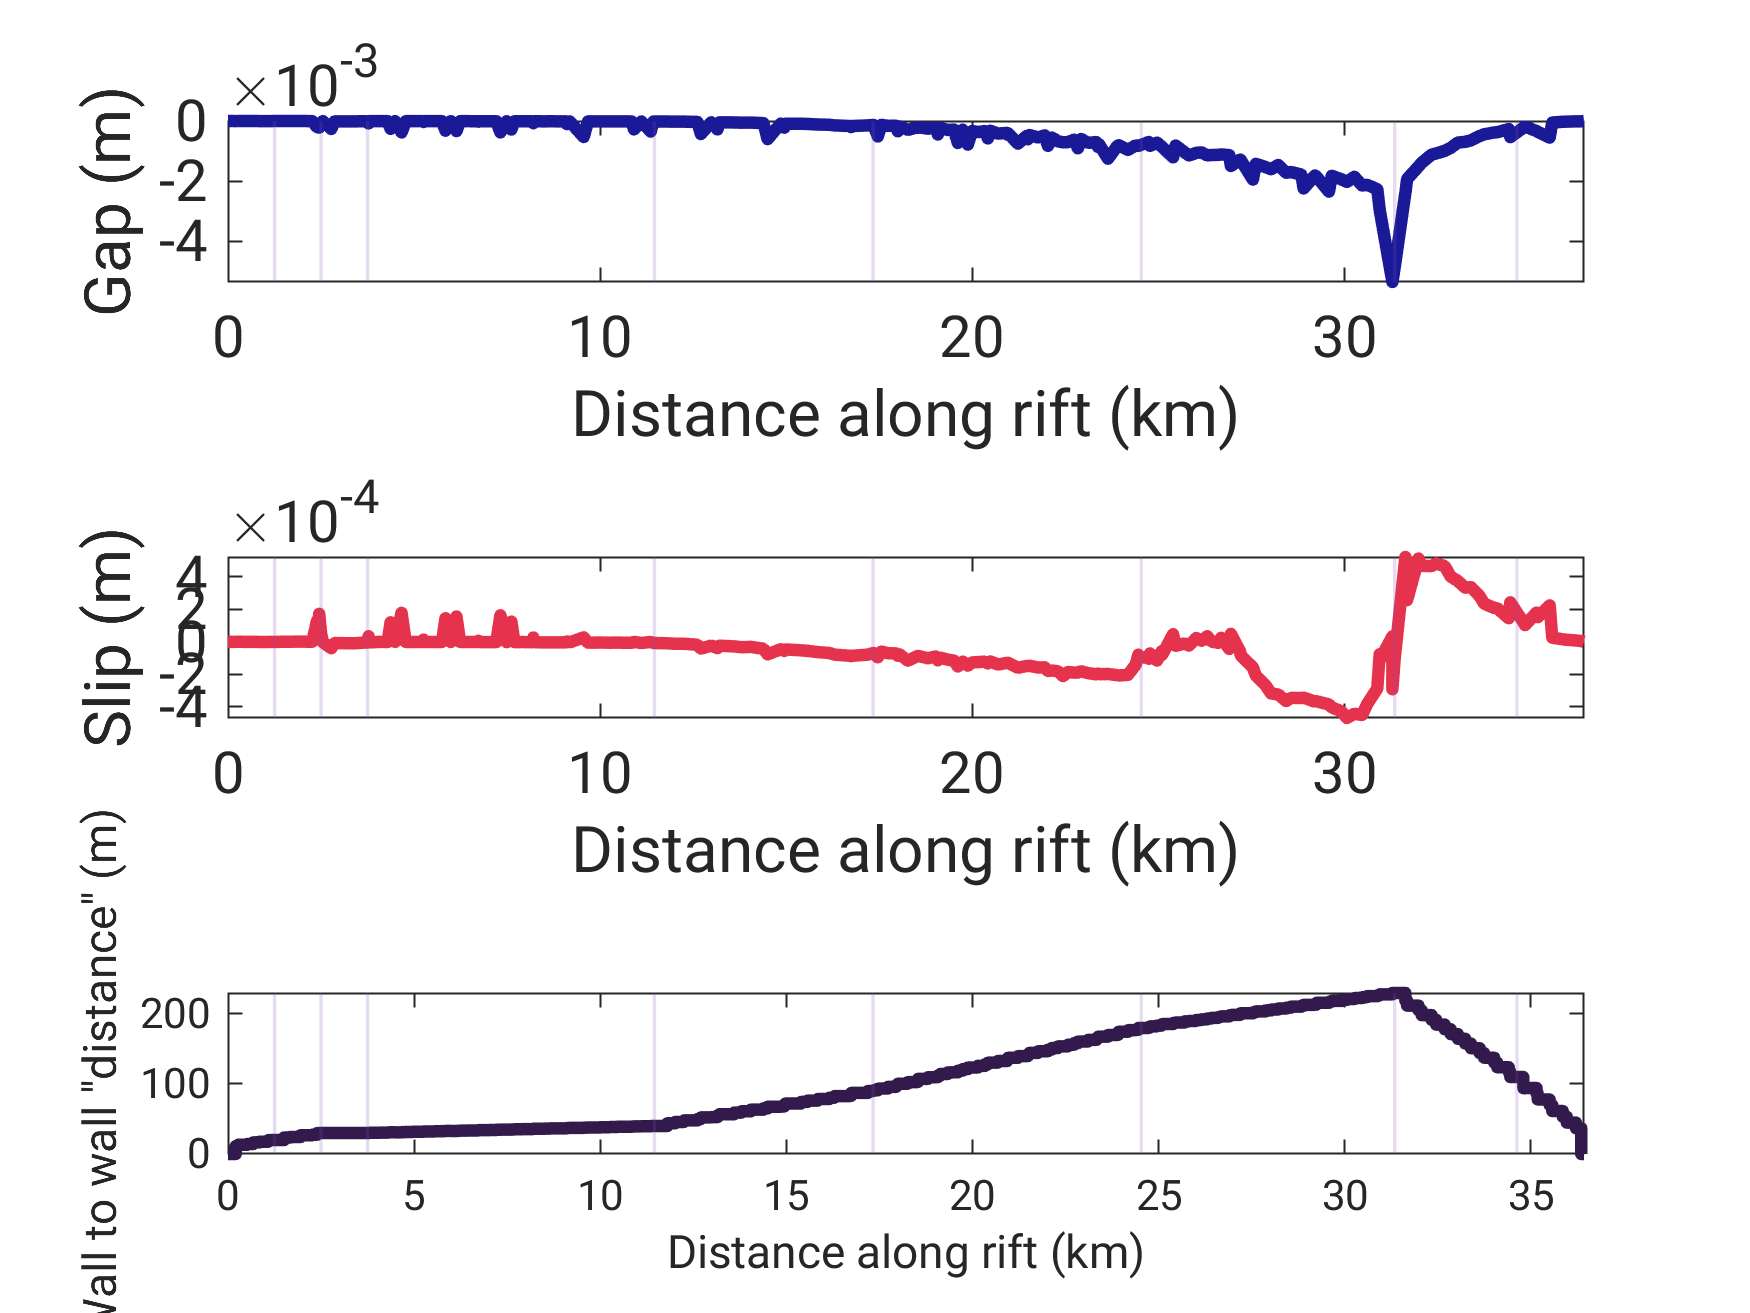 ×10-3
Gap (m)
0
-2
-4
0 10 20 30
Distance along rift (km)
×10-4
Slip (m)
4
2
0
-2
-4
0 10 20 30
Distance along rift (km)
to wall "distance" (m)
200
100
0
0 5 10 15 20 25 30 35
Distance along rift (km)